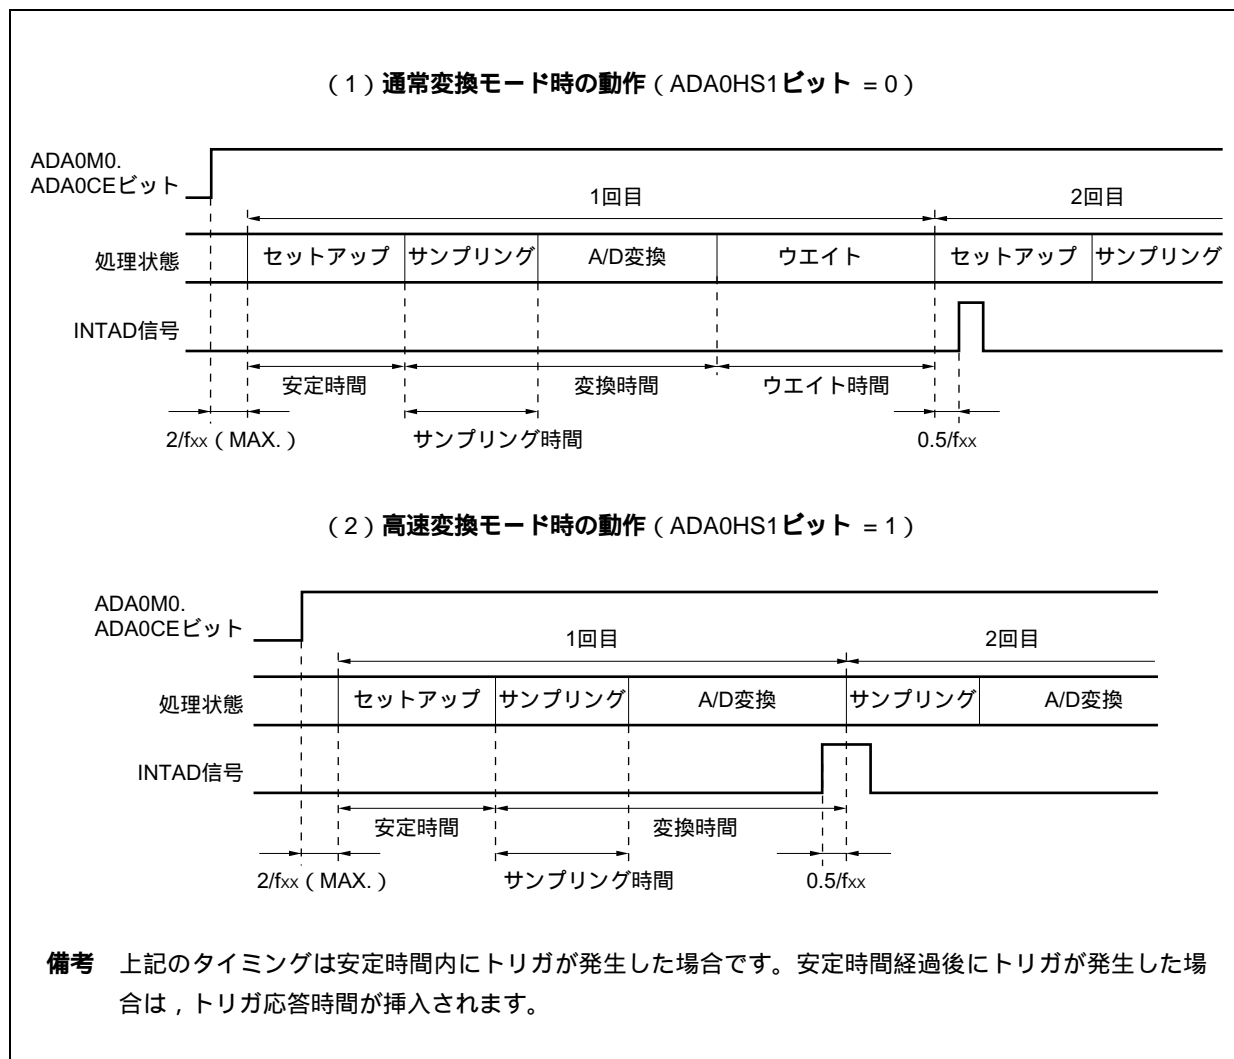 (1)通常変換モード時の動作(ADA0HS1ビット = 0)
ADA0M0.
ADA0CEビット
1回目
2回目
処理状態
セットアップ
サンプリング
A/D変換
ウエイト
セットアップ
サンプリング
INTAD信号
安定時間
変換時間
ウエイト時間
2/fxx(MAX.)
サンプリング時間
0.5/fxx
(2)高速変換モード時の動作(ADA0HS1ビット = 1)
ADA0M0.
ADA0CEビット
1回目
2回目
処理状態
セットアップ
サンプリング
A/D変換
サンプリング
A/D変換
INTAD信号
安定時間
変換時間
2/fxx(MAX.)
サンプリング時間
0.5/fxx
備考 上記のタイミングは安定時間内にトリガが発生した場合です。安定時間経過後にトリガが発生した場
合は,トリガ応答時間が挿入されます。